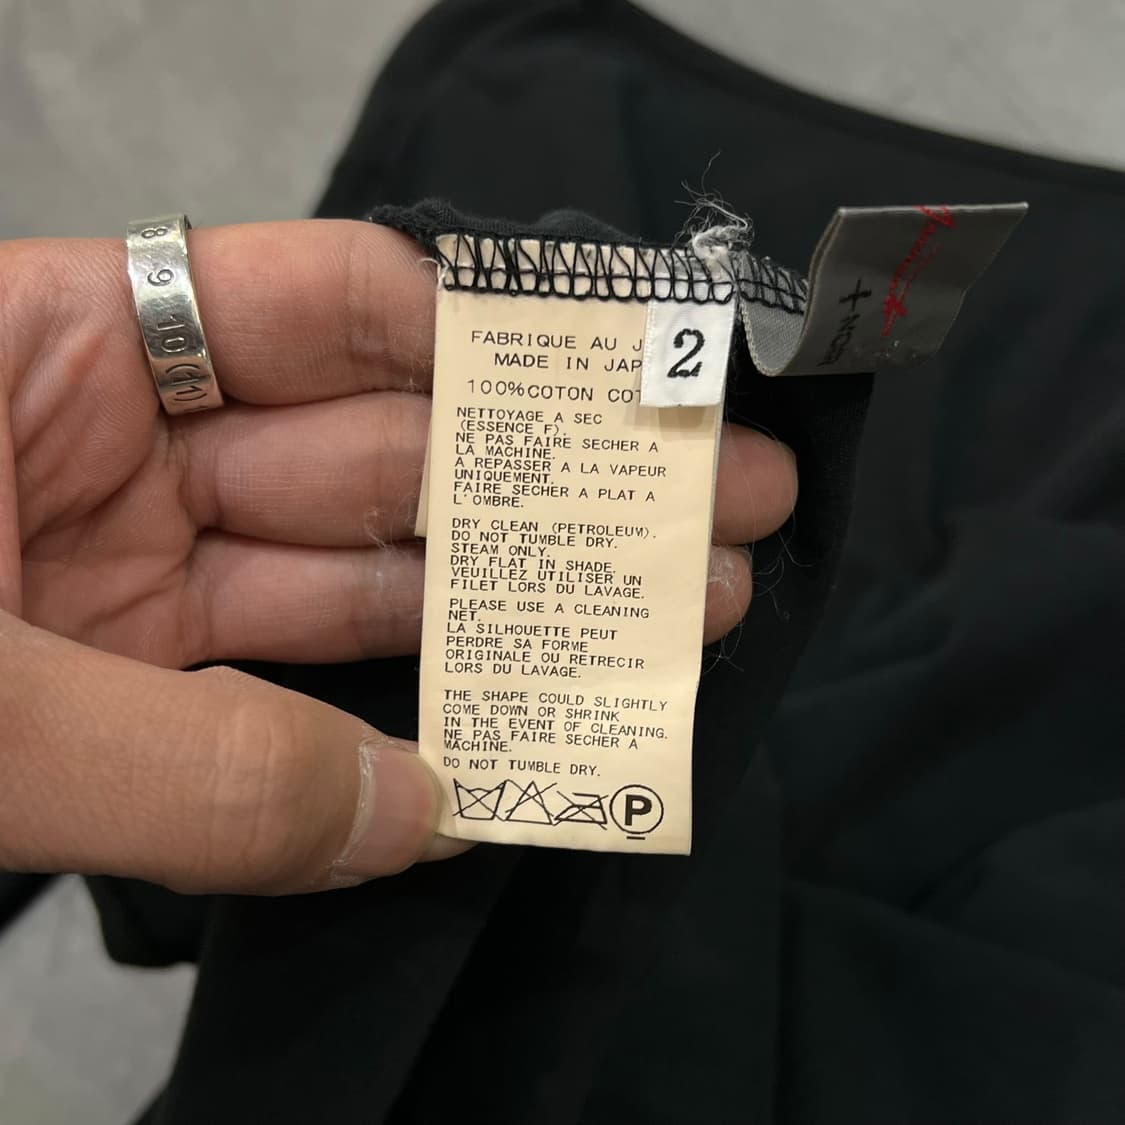 8 9 10 (11)
FABRIQUE AU J
MADE IN JAP
100%COTON CO
2
NETTOYAGE A SEC
(ESSENCE F).
NE PAS FAIRE SECHER A
LA MACHINE.
A REPASSER A LA VAPEUR
UNIQUEMENT.
FAIRE SECHER A PLAT A
L'OMBRE.
DRY CLEAN (PETROLEUM).
DO NOT TUMBLE DRY.
STEAM ONLY.
DRY FLAT IN SHADE.
VEUILLEZ UTILISER UN
FILET LORS DU LAVAGE.
PLEASE USE A CLEANING
NET.
LA SILHOUETTE PEUT
PERDRE SA FORME
ORIGINALE OU RETRECIR
LORS DU LAVAGE.
THE SHAPE COULD SLIGHTLY
COME DOWN OR SHRINK
IN THE EVENT OF CLEANING.
NE PAS FAIRE SECHER A
MACHINE.
DO NOT TUMBLE DRY.
P